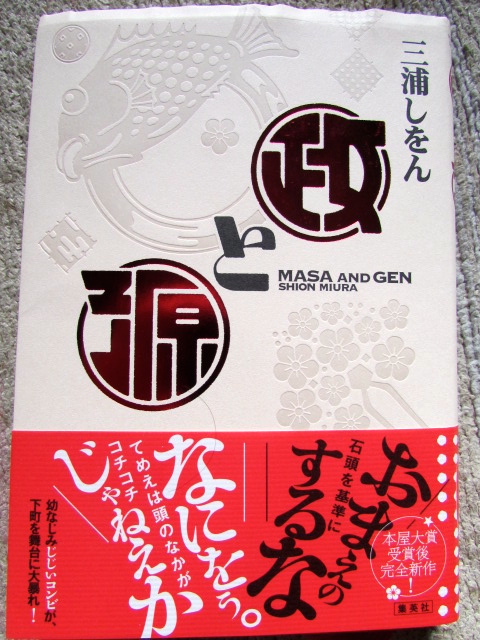 三浦しをん
政
と
源
MASA AND GEN
SHION MIURA
おまえの
石頭を基準に
するな
なにをぅ。
てめえは頭のなかが
コチコチ
じゃねえか
幼なじみじじいコンビが、
下町を舞台に大暴れ!
本屋大賞
受賞後
完全新作!
集英社